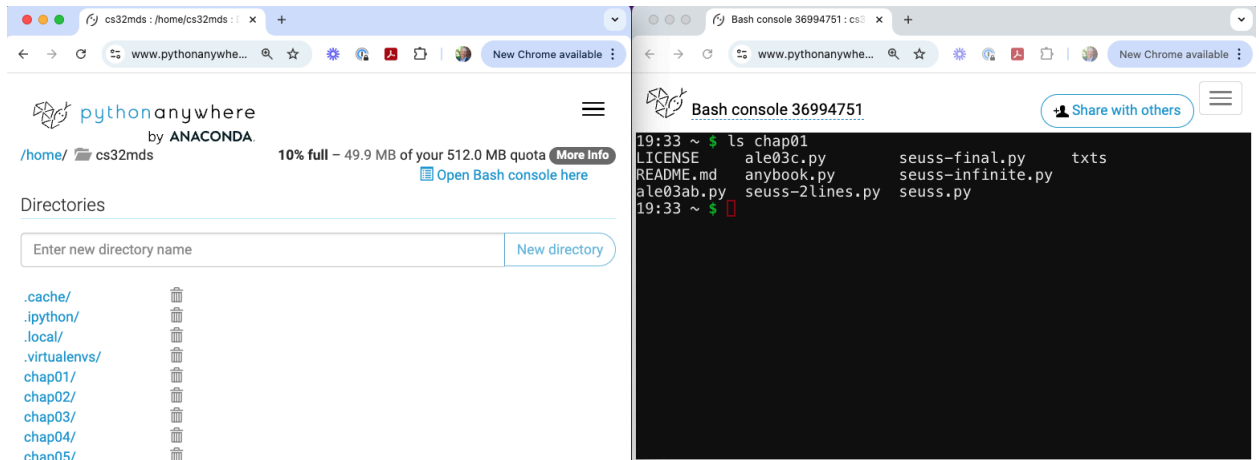 cs32mds : /home/cs32mds :
www.pythonanywhe...
New Chrome available
pythonanywhere
by ANACONDA.
/home/ cs32mds
10% full – 49.9 MB of your 512.0 MB quota More Info
Open Bash console here
Directories
Enter new directory name
New directory
.cache/
.ipython/
.local/
.virtualenvs/
chap01/
chap02/
chap03/
chap04/
chap05/
Bash console 36994751 : cs3
www.pythonanywhe...
New Chrome available
Bash console 36994751
Share with others
19:33 ~ $ ls chap01
LICENSE ale03c.py seuss-final.py txts
README.md anybook.py seuss-infinite.py
ale03ab.py seuss-2lines.py seuss.py
19:33 ~ $